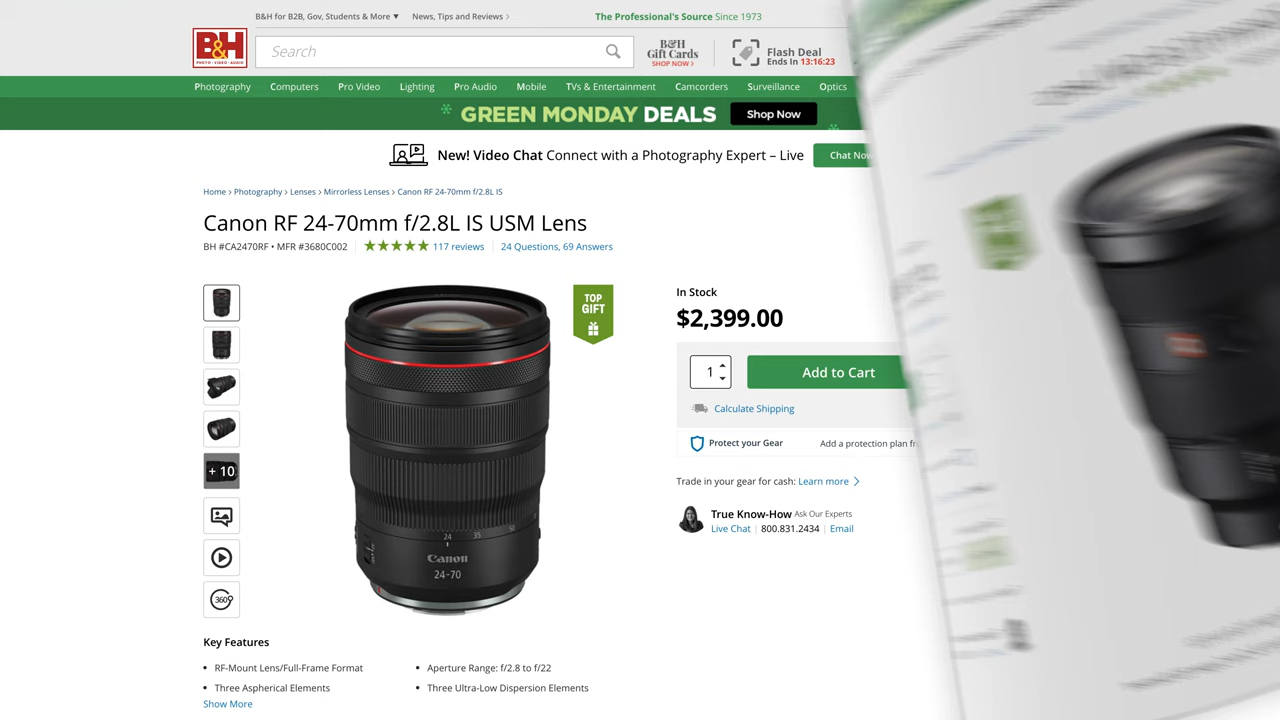 B&H for B2B, Gov, Students & More
News, Tips and Reviews
The Professional's Source Since 1973
B&H
PHOTO • VIDEO • AUDIO
Search
B&H
Gift Cards
SHOP NOW
Flash Deal
Ends In 13:16:23
Photography Computers Pro Video Lighting Pro Audio Mobile TVs & Entertainment Camcorders Surveillance Optics
GREEN MONDAY DEALS Shop Now
New! Video Chat Connect with a Photography Expert – Live Chat Now
Home › Photography › Lenses › Mirrorless Lenses › Canon RF 24-70mm f/2.8L IS
Canon RF 24-70mm f/2.8L IS USM Lens
BH #CA2470RF • MFR #3680C002 117 reviews 24 Questions, 69 Answers
TOP
GIFT
In Stock
$2,399.00
1
Add to Cart
Calculate Shipping
Protect your Gear Add a protection plan
Trade in your gear for cash: Learn more
True Know-How Ask Our Experts
Live Chat | 800.831.2434 | Email
+ 10
360°
24 35 50
Canon
24-70
Key Features
• RF-Mount Lens/Full-Frame Format
• Aperture Range: f/2.8 to f/22
• Three Aspherical Elements
• Three Ultra-Low Dispersion Elements
Show More